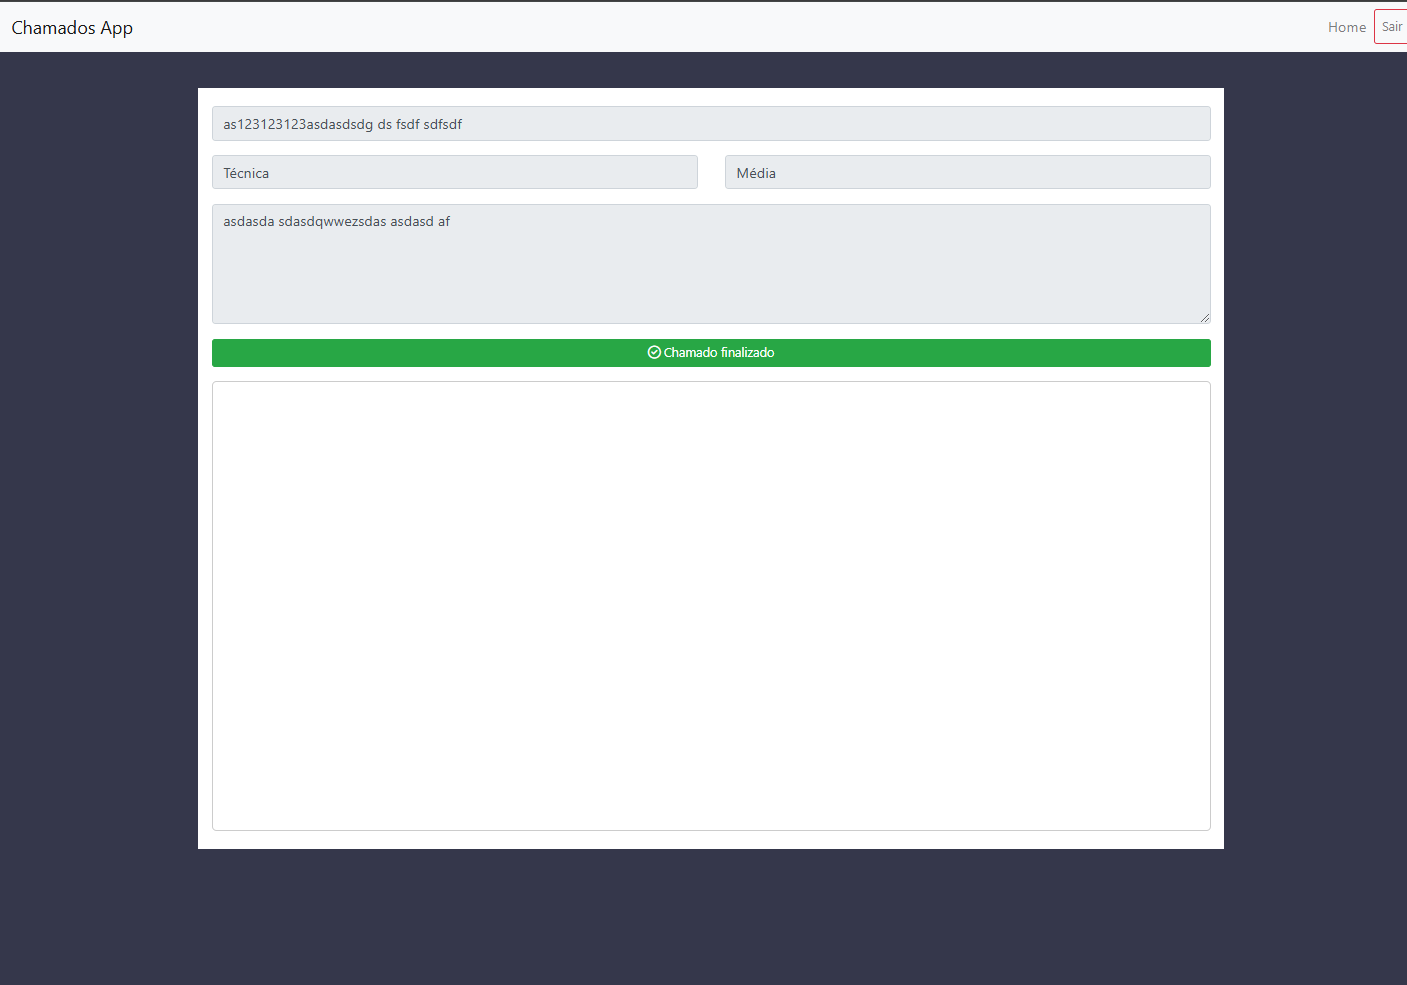 Chamados App
Home
Sair
as123123123asdasdsdg ds fsdf sdfsdf
Técnica
Média
asdasda sdasdqwwezsdas asdasd af
Chamado finalizado